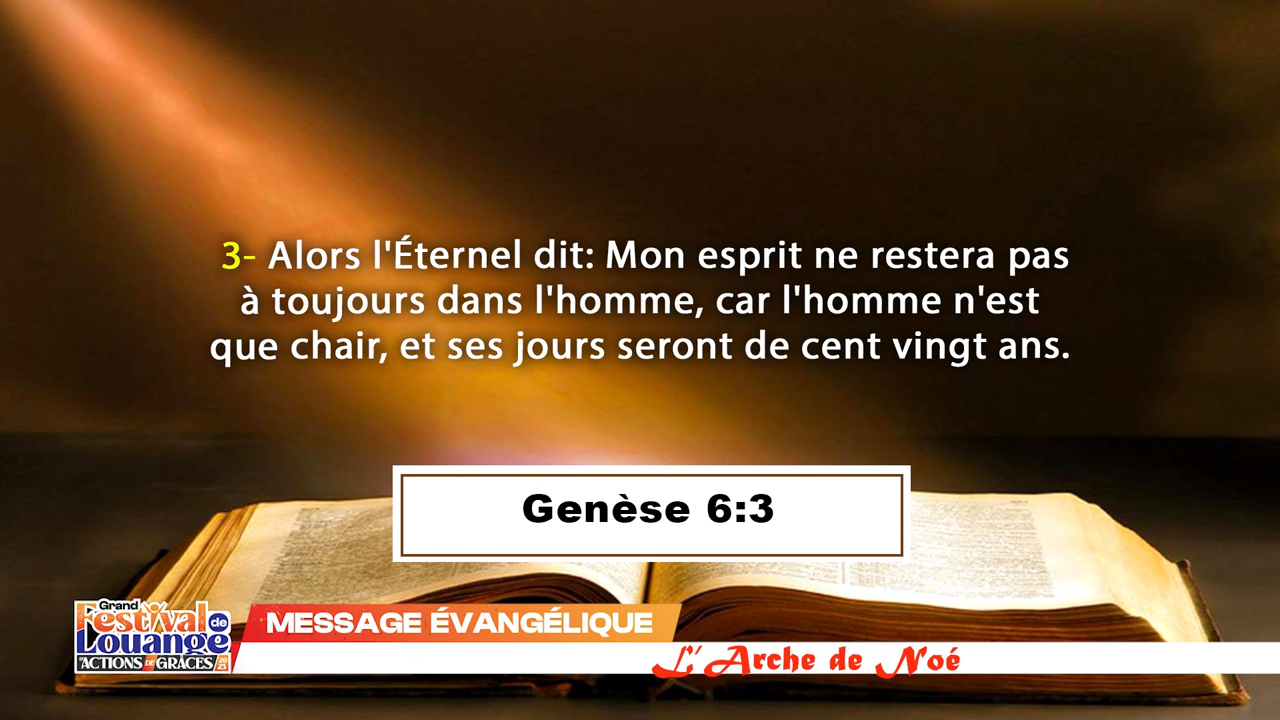 3- Alors l'Éternel dit: Mon esprit ne restera pas
à toujours dans l'homme, car l'homme n'est
que chair, et ses jours seront de cent vingt ans.
Genèse 6:3
Grand
Festival de
Louange
ACTIONS DE GRÂCES 2023
MESSAGE ÉVANGÉLIQUE
L'Arche de Noé